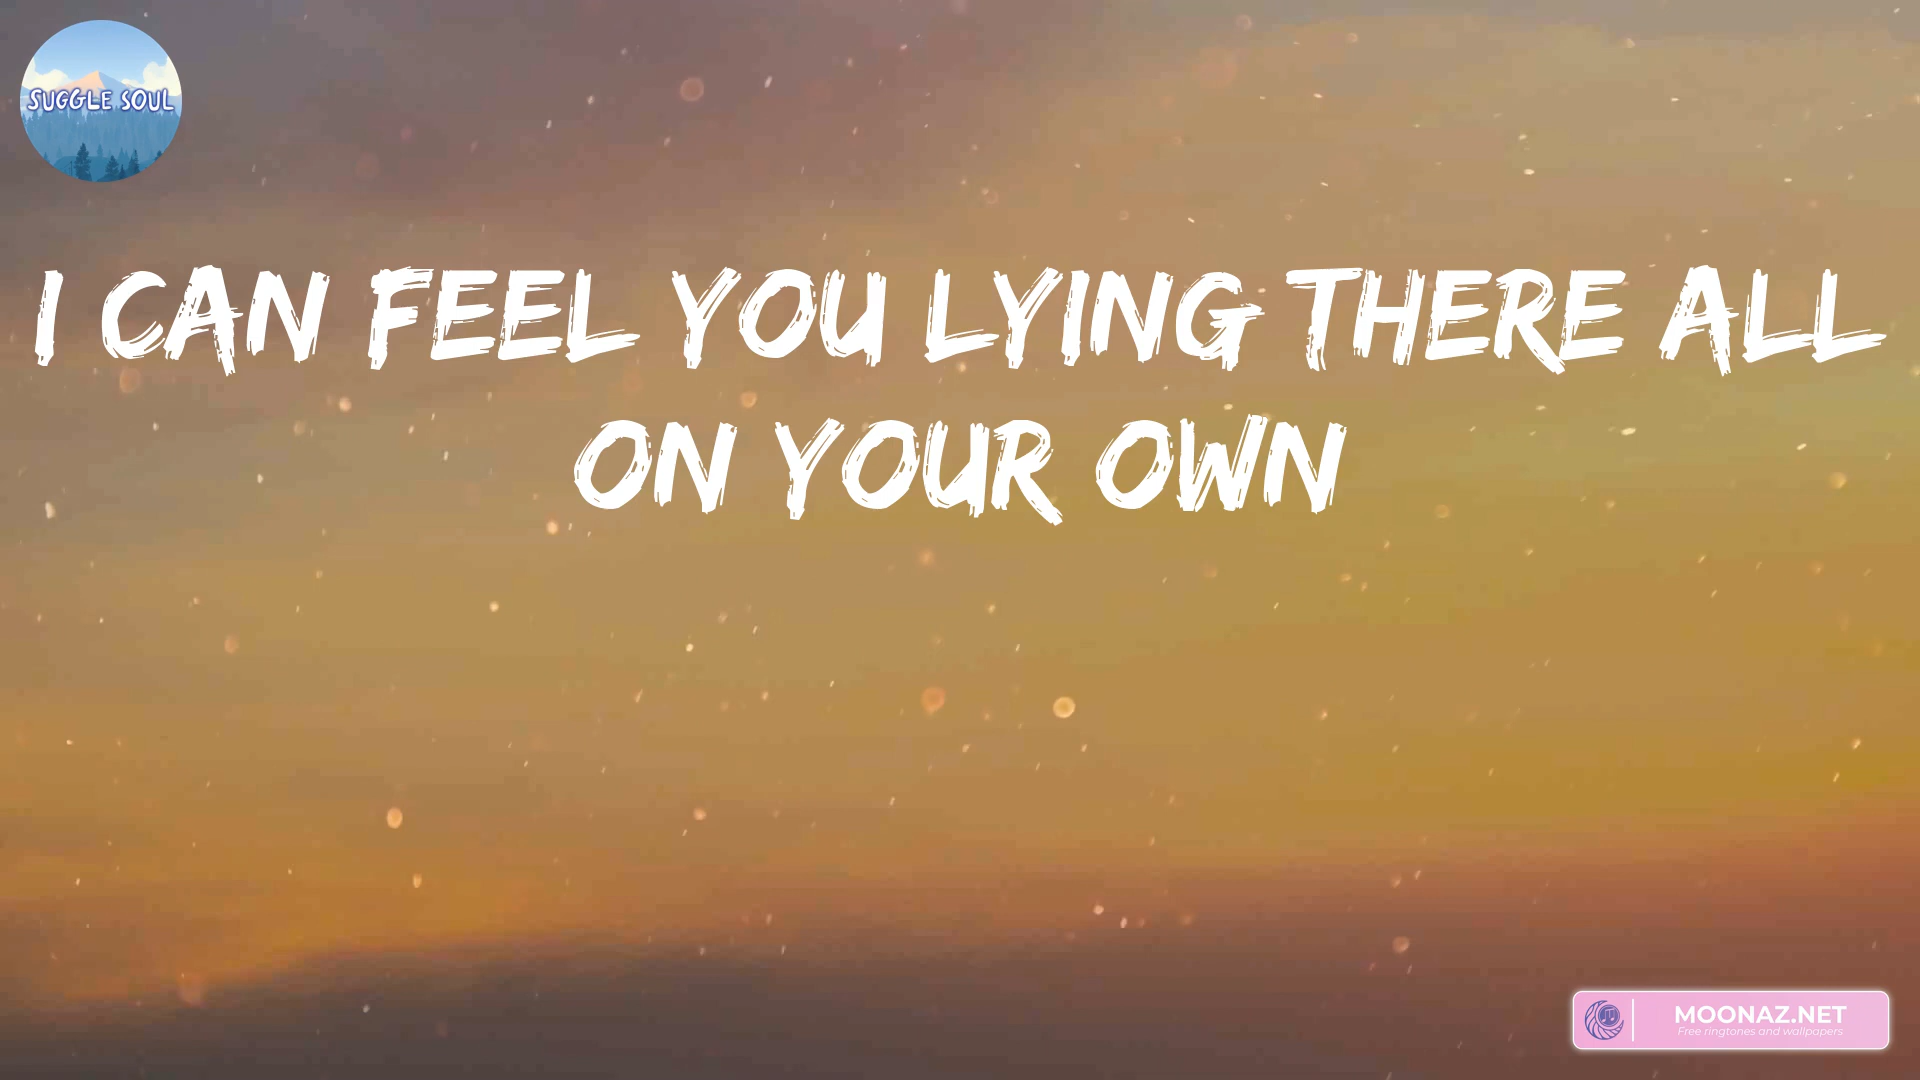 SUGGLE SOUL
I CAN FEEL YOU LYING THERE ALL
ON YOUR OWN
MOONAZ.NET
Free ringtones and wallpapers